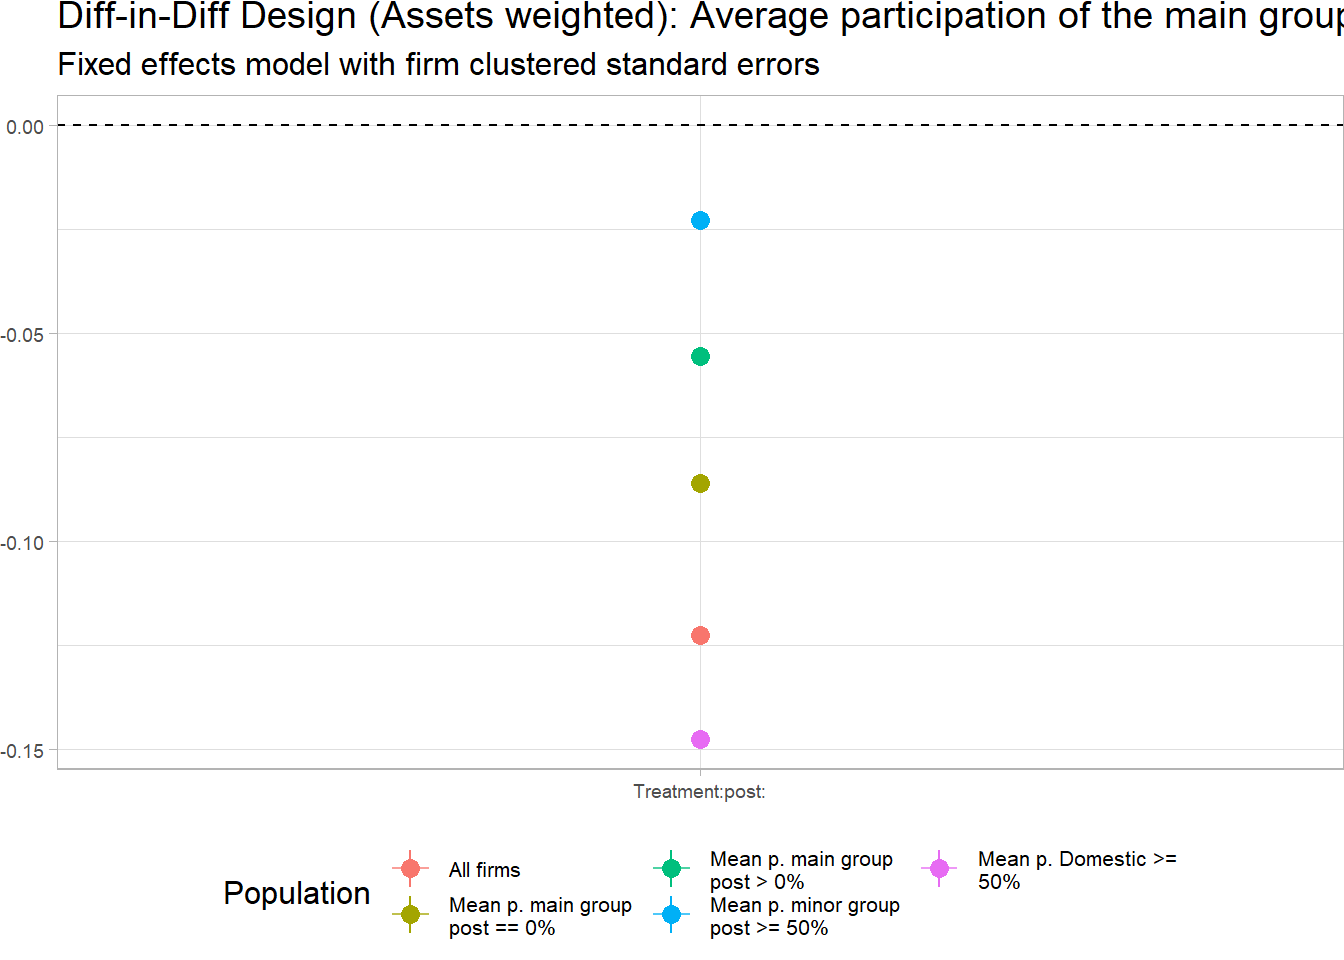 Diff-in-Diff Design (Assets weighted): Average participation of the main group
Fixed effects model with firm clustered standard errors
0.00
-0.05
-0.10
-0.15
Treatment:post:
Population
All firms
Mean p. main group
post == 0%
Mean p. main group
post > 0%
Mean p. minor group
post >= 50%
Mean p. Domestic >=
50%